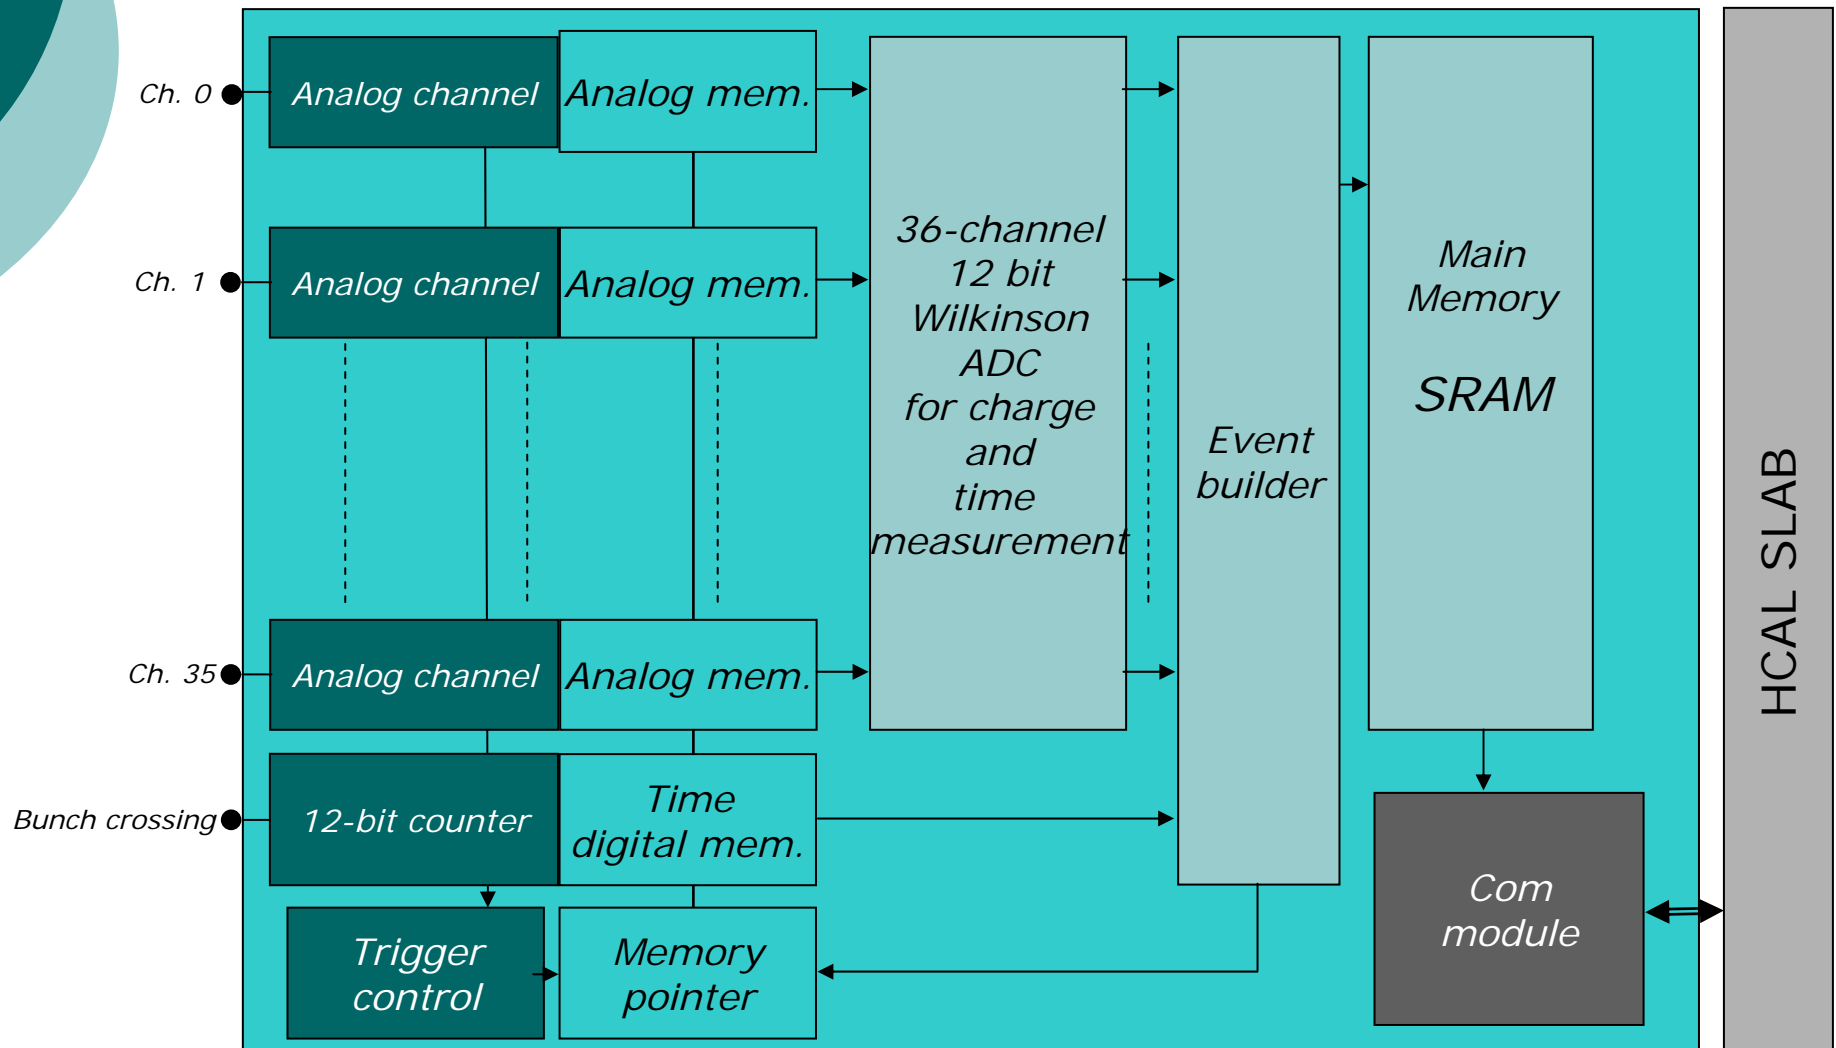 Ch. 0
Analog channel
Analog mem.
Ch. 1
Analog channel
Analog mem.
Ch. 35
Analog channel
Analog mem.
Bunch crossing
12-bit counter
Time
digital mem.
Trigger
control
Memory
pointer
36-channel
12 bit
Wilkinson
ADC
for charge
and
time
measurement
Event
builder
Main
Memory
SRAM
Com
module
HCAL SLAB